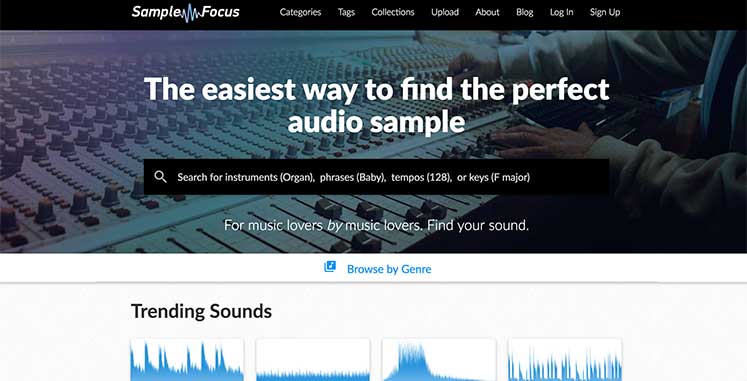 Sample Focus
Categories Tags Collections Upload About Blog Log In Sign Up
The easiest way to find the perfect
audio sample
Search for instruments (Organ), phrases (Baby), tempos (128), or keys (F major)
For music lovers by music lovers. Find your sound.
Browse by Genre
Trending Sounds